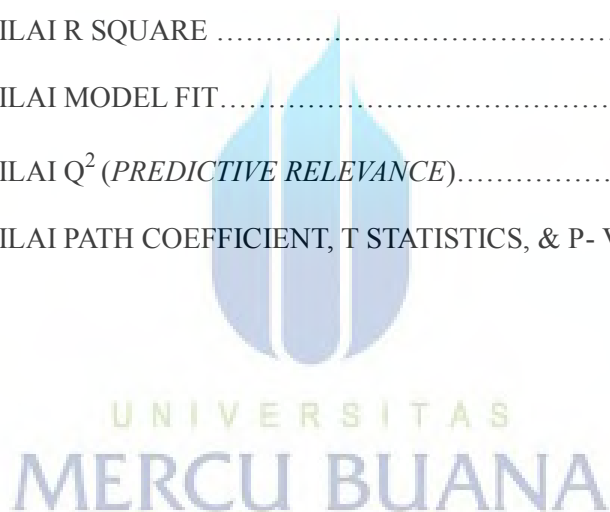 ILAI R SQUARE ……………………………………
ILAI MODEL FIT……………………………………
ILAI Q² (PREDICTIVE RELEVANCE)………………
ILAI PATH COEFFICIENT, T STATISTICS, & P- V
UNIVERSITAS
MERCU BUANA